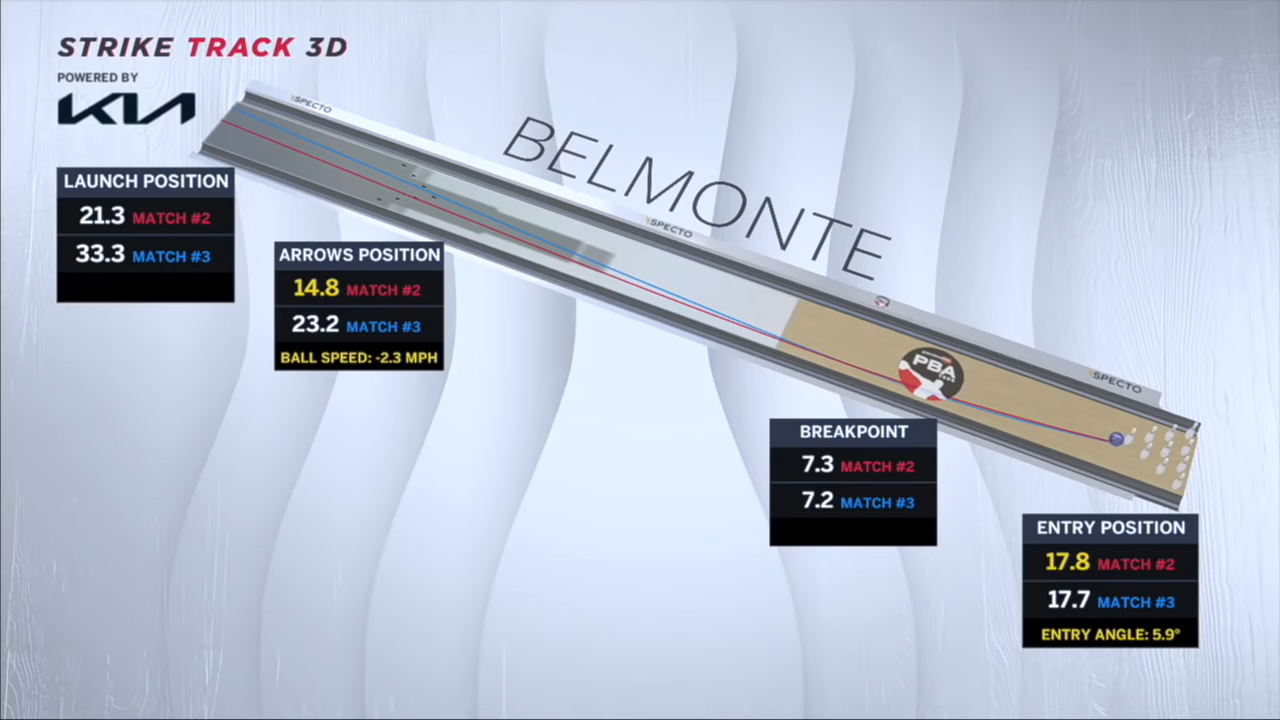 STRIKE TRACK 3D
POWERED BY
KIA
SPECTO
BELMONTE
SPECTO
SPECTO
PBA
LAUNCH POSITION
21.3 MATCH #2
33.3 MATCH #3
ARROWS POSITION
14.8 MATCH #2
23.2 MATCH #3
BALL SPEED: -2.3 MPH
BREAKPOINT
7.3 MATCH #2
7.2 MATCH #3
ENTRY POSITION
17.8 MATCH #2
17.7 MATCH #3
ENTRY ANGLE: 5.9°